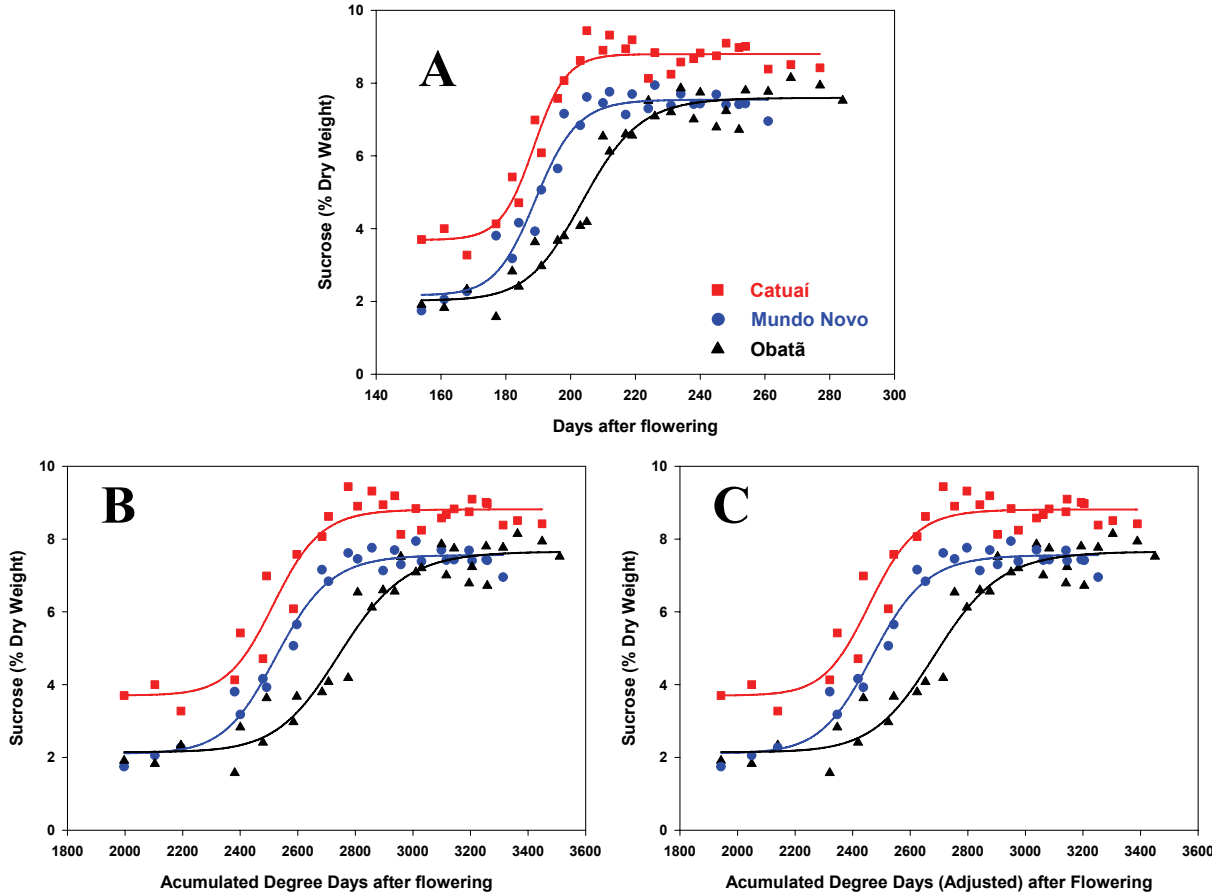 A
Sucrose (% Dry Weight)
10
8
6
4
2
0
Catuaí
Mundo Novo
Obatã
140 160 180 200 220 240 260 280 300
Days after flowering
B
Sucrose (% Dry Weight)
10
8
6
4
2
0
1800 2000 2200 2400 2600 2800 3000 3200 3400 3600
Acumulated Degree Days after flowering
C
Sucrose (% Dry Weight)
10
8
6
4
2
0
1800 2000 2200 2400 2600 2800 3000 3200 3400 3600
Acumulated Degree Days (Adjusted) after Flowering